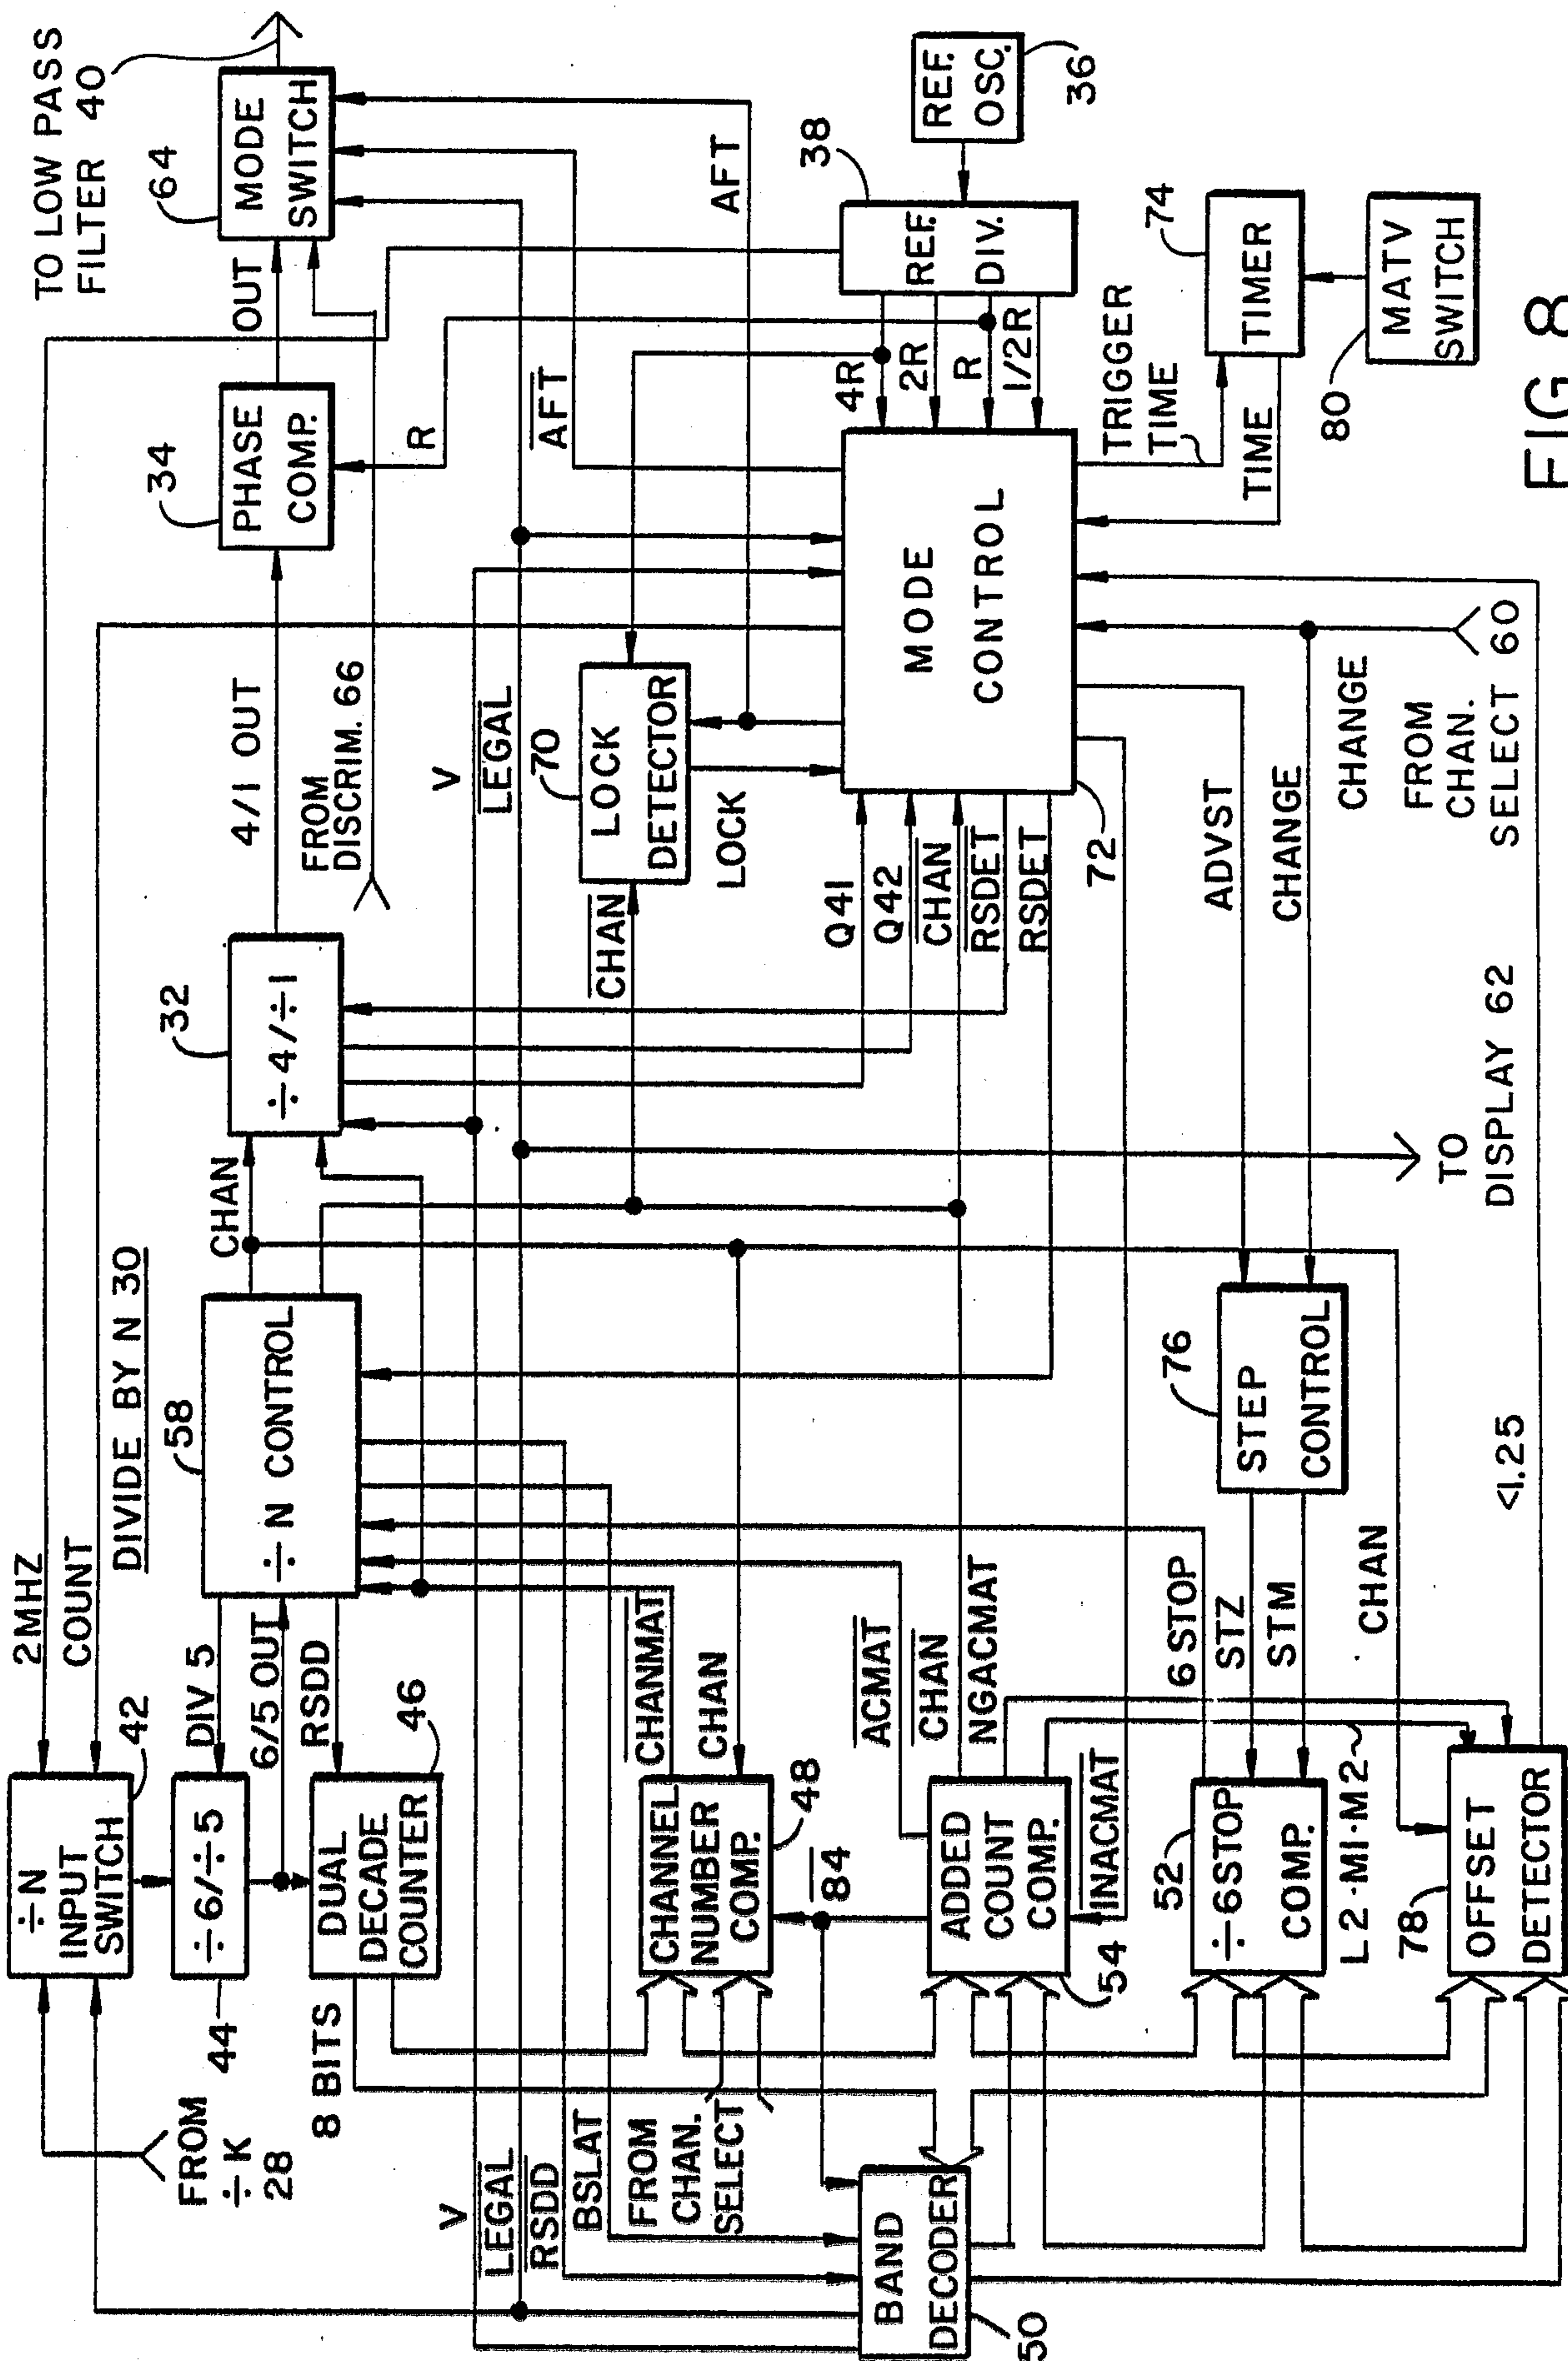 TO LOW PASS
FILTER 40
64
MODE
SWITCH
OUT
34
PHASE
COMP.
R
4/1 OUT
FROM
DISCRIM. 66
32
÷4/÷1
CHAN
DIVIDE BY N 30
58
÷N CONTROL
2MHZ
COUNT
DIV 5
6/5 OUT
RSDD
÷N
INPUT
SWITCH
42
÷6/÷5
44
DUAL
DECADE
COUNTER
46
8 BITS
FROM
÷K
28
V
LEGAL
RSDD
BSLAT
FROM
CHAN.
SELECT
V
LEGAL
AFT
AFT
70
LOCK
DETECTOR
LOCK
CHAN
CHANMAT
CHAN
CHANNEL
NUMBER
COMP.
48
84
ACMAT
CHAN
NGACMAT
INACMAT
ADDED
COUNT
COMP.
54
BAND
DECODER
50
6 STOP
STZ
STM
52
÷6STOP
COMP.
L2-M1-M2
78
OFFSET
DETECTOR
CHAN
<1.25
76
STEP
CONTROL
Q41
Q42
CHAN
RSDET
RSDET
MODE
CONTROL
72
ADVST
CHANGE
CHANGE
FROM
CHAN.
SELECT 60
TO
DISPLAY 62
4R
2R
R
1/2R
38
REF.
DIV.
REF.
OSC.
36
TRIGGER
TIME
TIME
74
TIMER
80
MATV
SWITCH
FIG 8